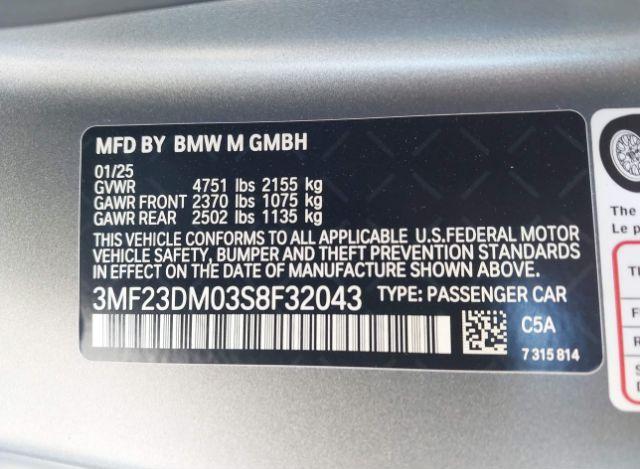 MFD BY BMW M GMBH
01/25
GVWR 4751 lbs 2155 kg
GAWR FRONT 2370 lbs 1075 kg
GAWR REAR 2502 lbs 1135 kg
THIS VEHICLE CONFORMS TO ALL APPLICABLE U.S.FEDERAL MOTOR
VEHICLE SAFETY, BUMPER AND THEFT PREVENTION STANDARDS
IN EFFECT ON THE DATE OF MANUFACTURE SHOWN ABOVE.
3MF23DM03S8F32043 TYPE: PASSENGER CAR
C5A
7 315 814
The
Le